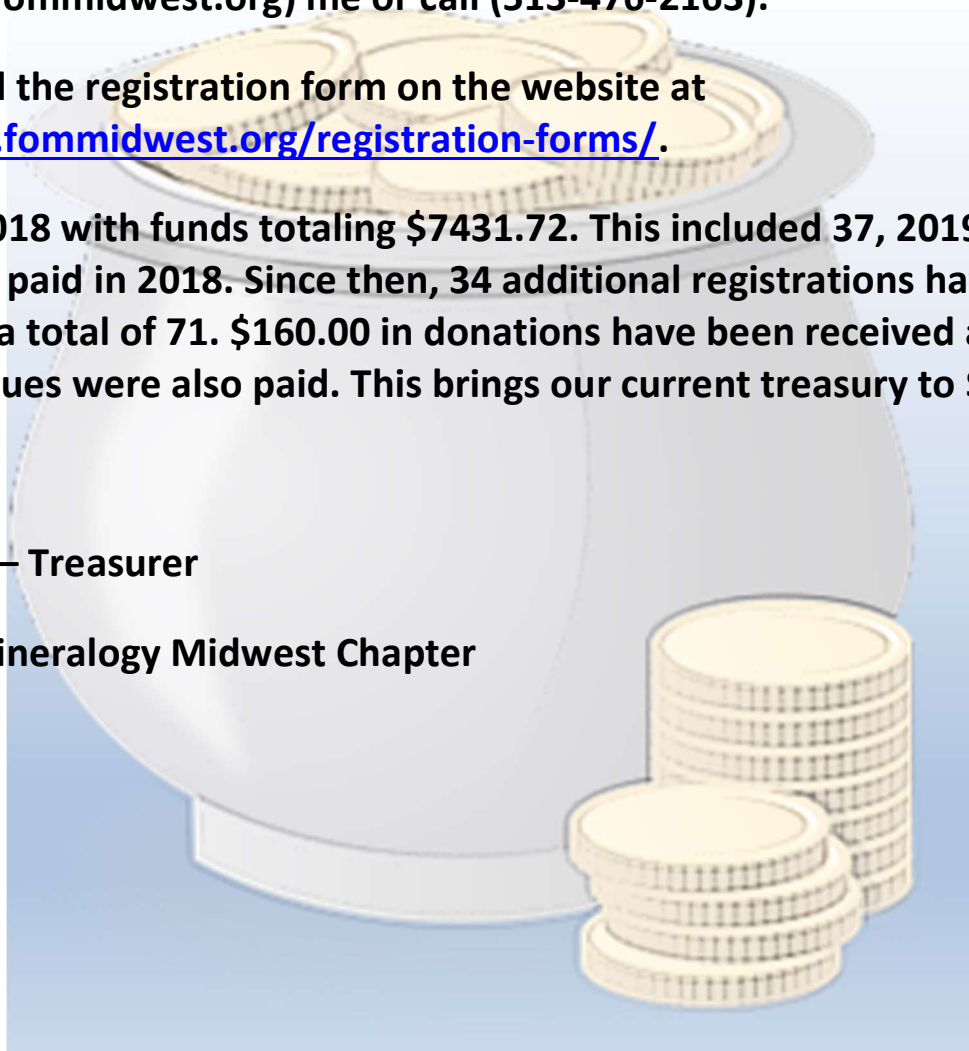 ommidwest.org) me or call (513-476-2163).
the registration form on the website at
.fommidwest.org/registration-forms/.
018 with funds totaling $7431.72. This included 37, 2019
paid in 2018. Since then, 34 additional registrations ha
a total of 71. $160.00 in donations have been received a
ues were also paid. This brings our current treasury to $
– Treasurer
ineralogy Midwest Chapter